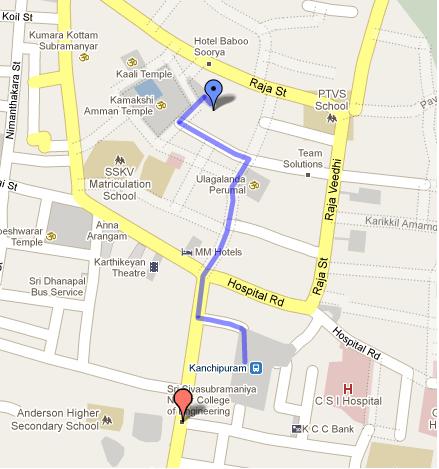 Koil St
Kumara Kottam
Subramanyar
Hotel Baboo
Soorya
Nimanthakara St
Kaali Temple
Raja St
Kamakshi
Amman Temple
PTVS
School
SSKV
Matriculation
School
Team
Solutions
Raja Veedhi
Ulagalanda
Perumal
ai St
Anna
Arangam
Karikkil Amamo
eshwarar
Temple
MM Hotels
Karthikeyan
Theatre
Raja St
Sri Dhanapal
Bus Service
Hospital Rd
Hospital Rd
Kanchipuram
Sri Sivasubramaniya
College
of Engineering
H
C S I Hospital
Anderson Higher
Secondary School
K C C Bank